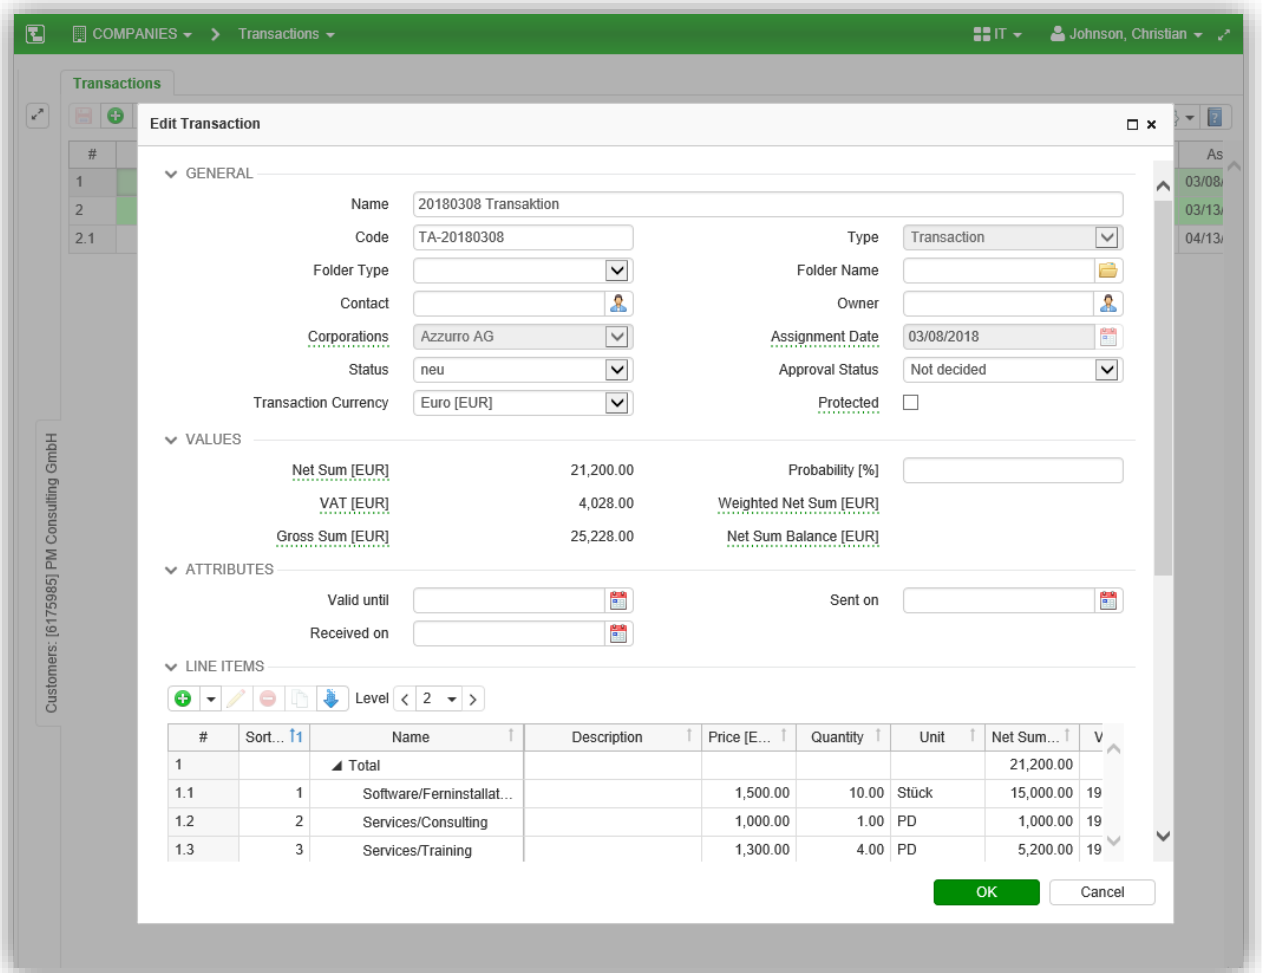 COMPANIES > Transactions IT Johnson, Christian
Transactions
Edit Transaction
# As
1 03/08/
2 03/13/
2.1 04/13/
Customers: [6175985] PM Consulting GmbH
GENERAL
Name 20180308 Transaktion
Code TA-20180308 Type Transaction
Folder Type Folder Name
Contact Owner
Corporations Azzurro AG Assignment Date 03/08/2018
Status neu Approval Status Not decided
Transaction Currency Euro [EUR] Protected
VALUES
Net Sum [EUR] 21,200.00 Probability [%]
VAT [EUR] 4,028.00 Weighted Net Sum [EUR]
Gross Sum [EUR] 25,228.00 Net Sum Balance [EUR]
ATTRIBUTES
Valid until Sent on
Received on
LINE ITEMS
Level < 2 >
# Sort... 1 Name Description Price [E... Quantity Unit Net Sum... V
1 Total 21,200.00
1.1 1 Software/Ferninstallat... 1,500.00 10.00 Stück 15,000.00 19
1.2 2 Services/Consulting 1,000.00 1.00 PD 1,000.00 19
1.3 3 Services/Training 1,300.00 4.00 PD 5,200.00 19
OK Cancel